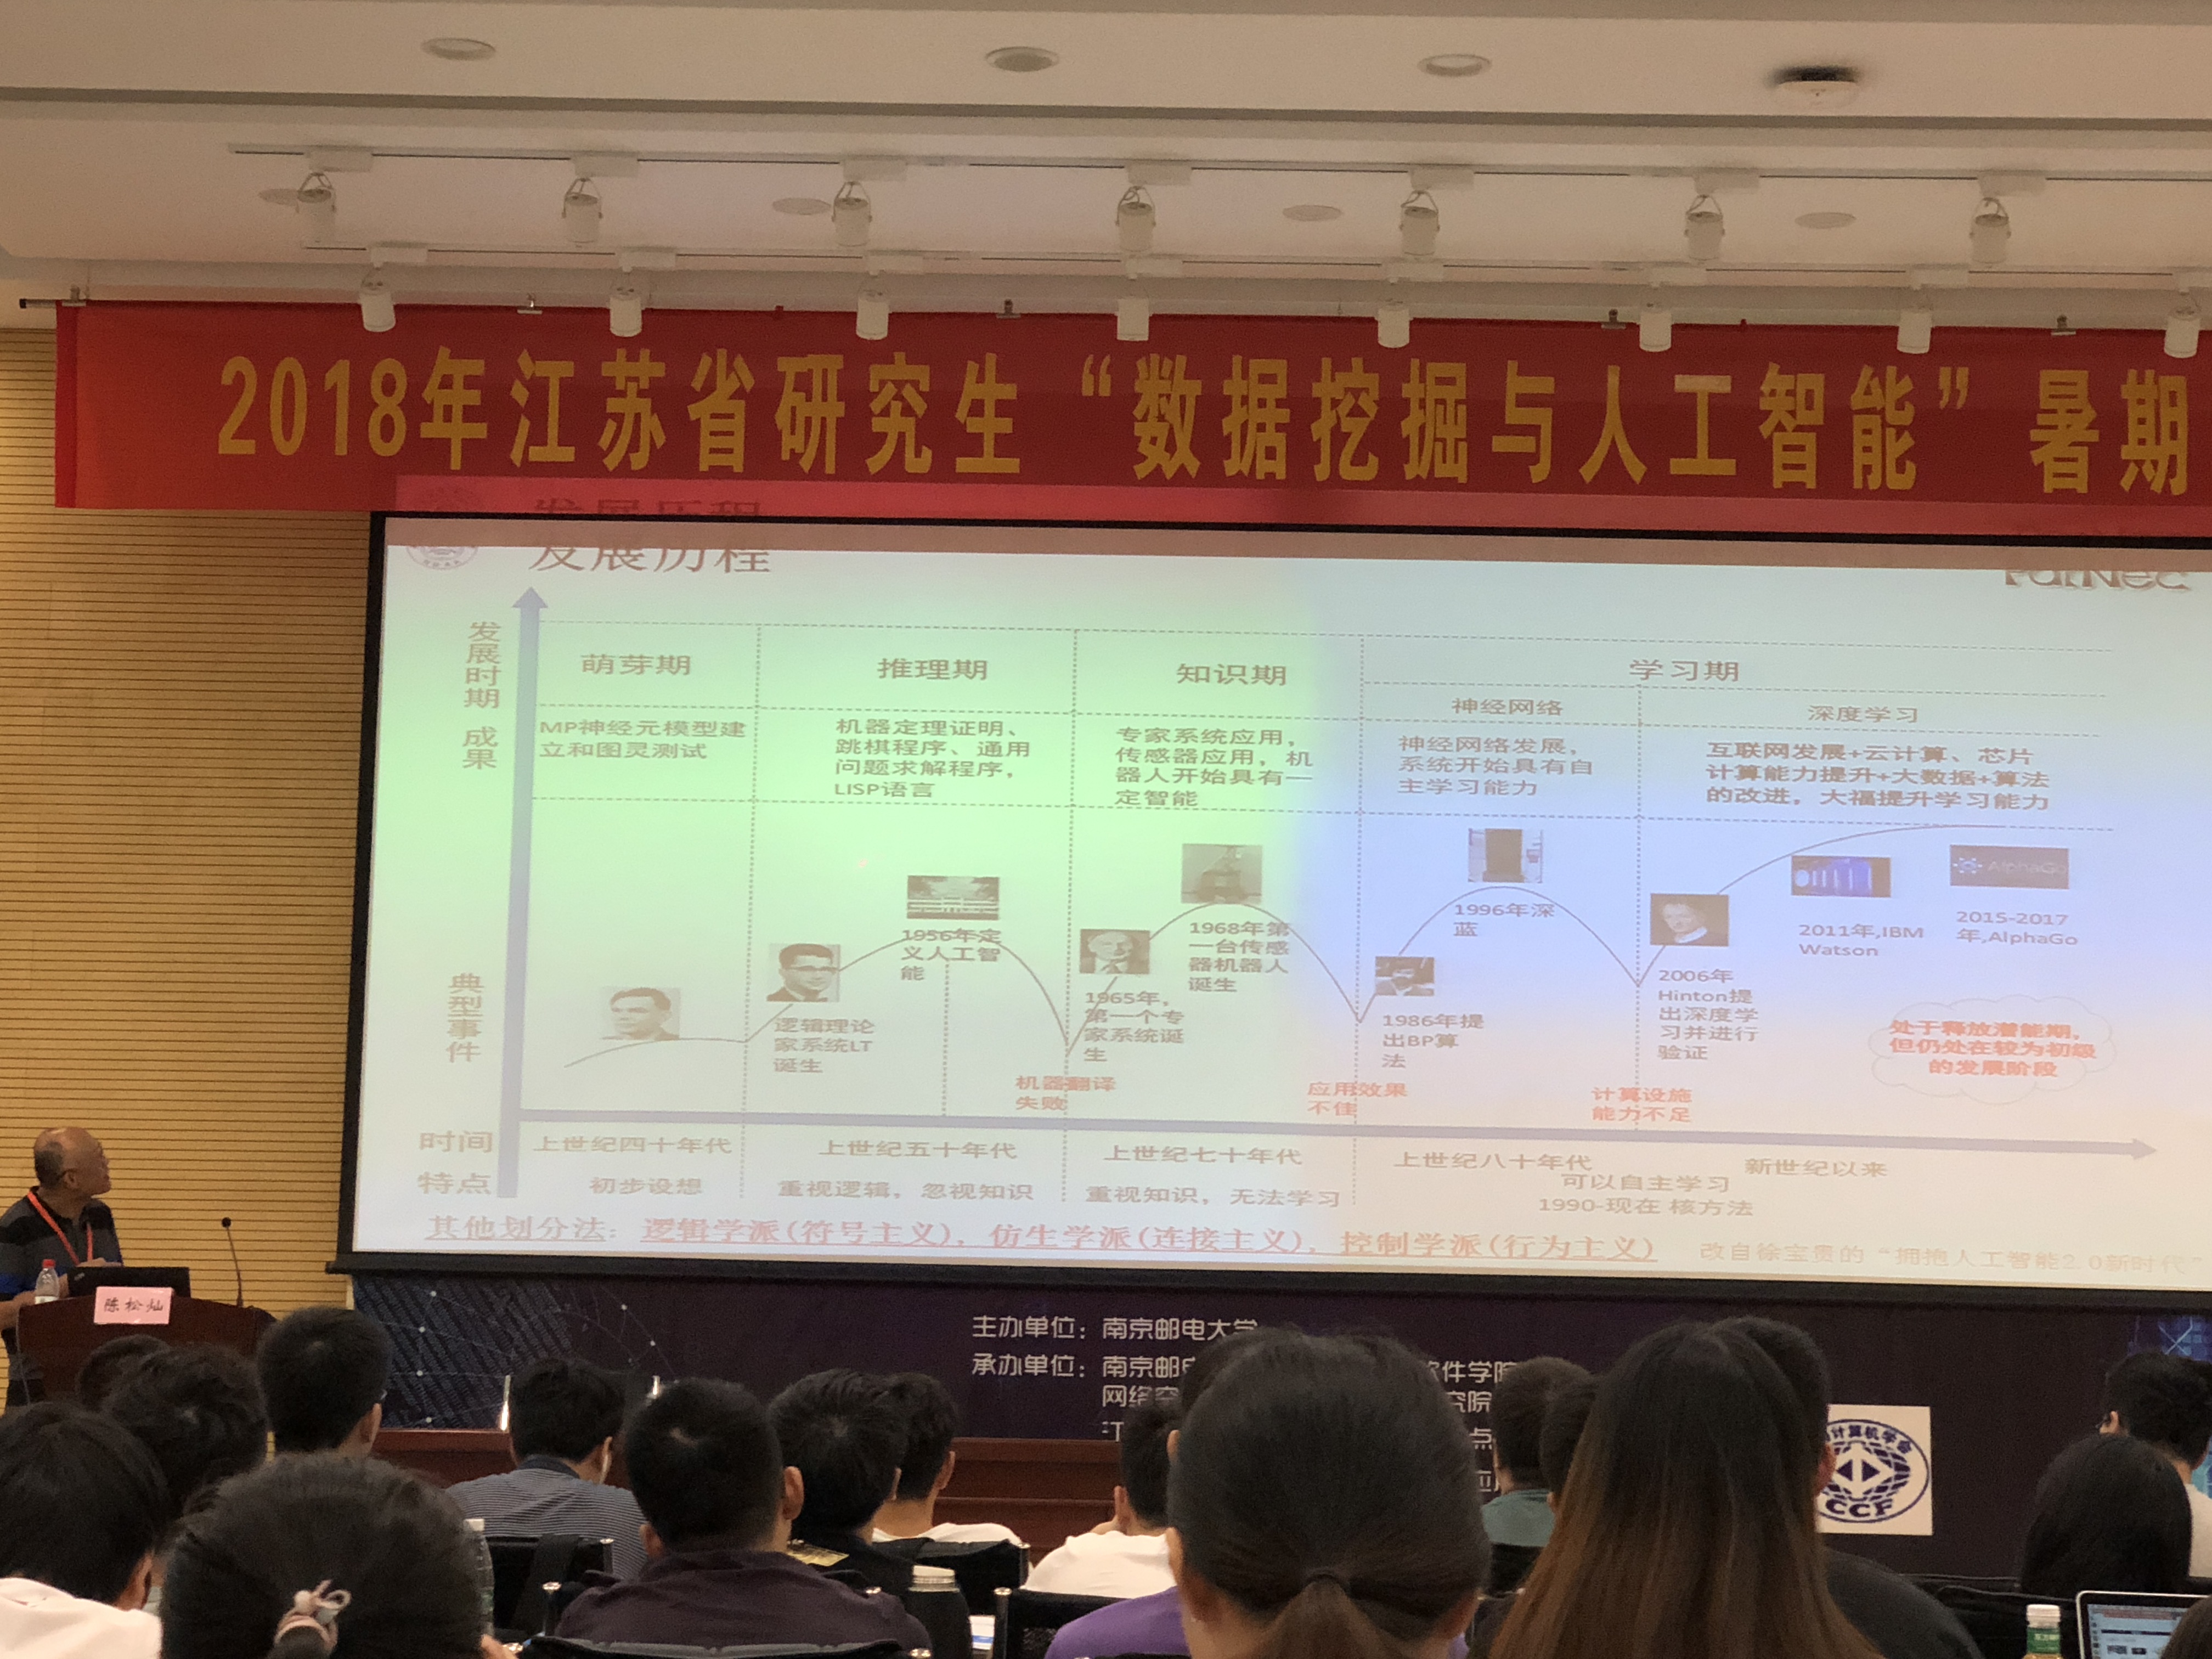 2018年江苏省研究生“数据挖掘与人工智能”暑期
发展历程
发展时期
萌芽期
推理期
知识期
学习期
神经网络
深度学习
成果
MP神经元模型建
立和图灵测试
机器定理证明、
跳棋程序、通用
问题求解程序，
LISP语言
专家系统应用，
传感器应用，机
器人开始具有一
定智能
神经网络发展，
系统开始具有自
主学习能力
互联网发展+云计算、芯片
计算能力提升+大数据+算法
的改进，大福提升学习能力
典型事件
逻辑理论
家系统LT
诞生
1956年定
义人工智
能
机器翻译
失败
1965年，
第一个专
家系统诞
生
1968年第
一台传感
器机器人
诞生
应用效果
不佳
1986年提
出BP算
法
1996年深
蓝
计算设施
能力不足
2006年
Hinton提
出深度学
习并进行
验证
2011年,IBM
Watson
AlphaGo
2015-2017
年,AlphaGo
处于释放潜能期，
但仍处在较为初级
的发展阶段
时间
上世纪四十年代
上世纪五十年代
上世纪七十年代
上世纪八十年代
新世纪以来
特点
初步设想
重视逻辑，忽视知识
重视知识，无法学习
可以自主学习
1990-现在 核方法
其他划分法：逻辑学派(符号主义)，仿生学派(连接主义)，控制学派(行为主义)
改自徐宝贵的“拥抱人工智能2.0新时代”
陈松灿
主办单位：南京邮电大学
承办单位：南京邮
软件学院
网络
究院
计算机学会
CCF